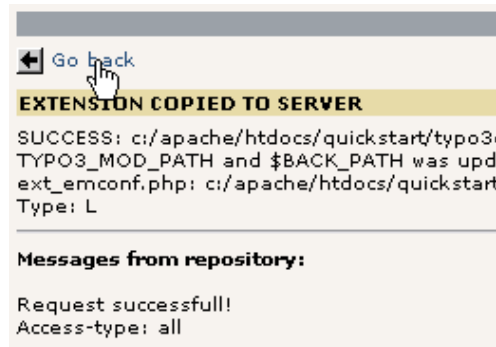 Go back
EXTENSION COPIED TO SERVER
SUCCESS: c:/apache/htdocs/quickstart/typo3
TYPO3_MOD_PATH and $BACK_PATH was upd
ext_emconf.php: c:/apache/htdocs/quickstart
Type: L
Messages from repository:
Request successfull!
Access-type: all